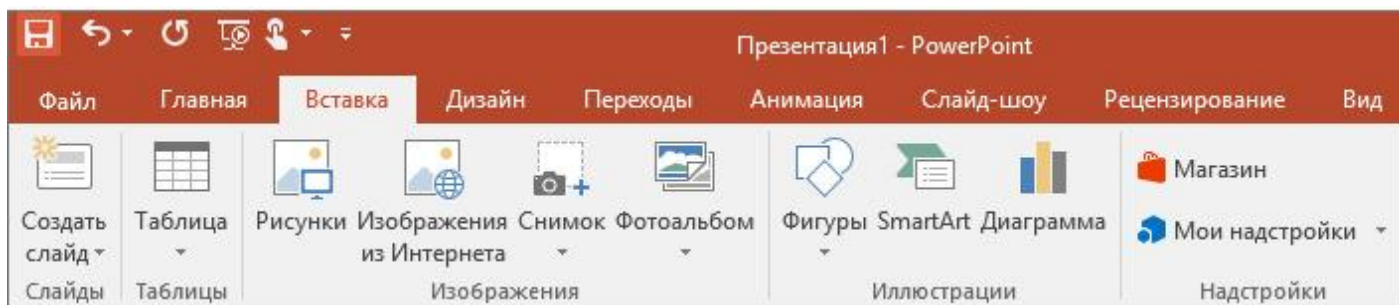 Презентация1 - PowerPoint
Файл Главная Вставка Дизайн Переходы Анимация Слайд-шоу Рецензирование Вид
Создать слайд
Таблица
Рисунки
Изображения из Интернета
Снимок
Фотоальбом
Фигуры
SmartArt
Диаграмма
Магазин
Мои надстройки
Слайды Таблицы Изображения Иллюстрации Надстройки